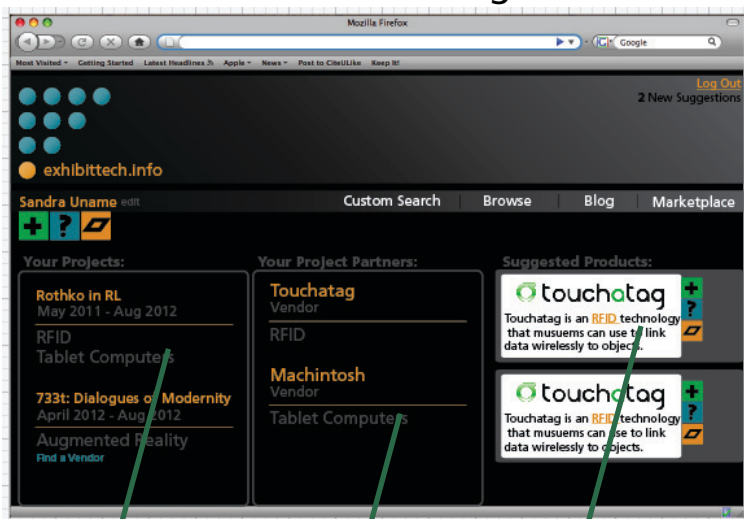 Mozilla Firefox
Google
Most Visited Getting Started Latest Headlines Apple News Post to CiteULike Keep It!
Log Out
2 New Suggestions
exhibittech.info
Sandra Uname edit
Custom Search Browse Blog Marketplace
Your Projects:
Rothko in RL
May 2011 - Aug 2012
RFID
Tablet Computers
733t: Dialogues of Modernity
April 2012 - Aug 2012
Augmented Reality
Find a Vendor
Your Project Partners:
Touchatag
Vendor
RFID
Machintosh
Vendor
Tablet Computers
Suggested Products:
touchatag
Touchatag is an RFID technology
that musuems can use to link
data wirelessly to objects.
touchatag
Touchatag is an RFID technology
that musuems can use to link
data wirelessly to objects.